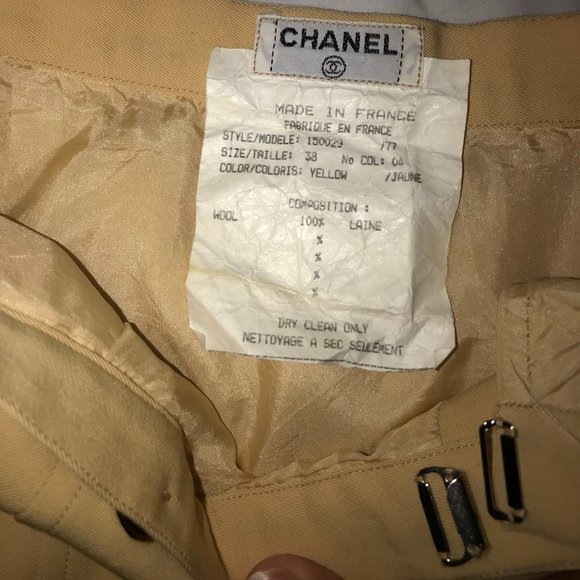 CHANEL
MADE IN FRANCE
FABRIQUE EN FRANCE
STYLE/MODELE: 150029 /77
SIZE/TAILLE: 38 No COL: 04
COLOR/COLORIS: YELLOW /JAUNE
COMPOSITION :
WOOL 100% LAINE
%
%
%
%
DRY CLEAN ONLY
NETTOYAGE A SEC SEULEMENT